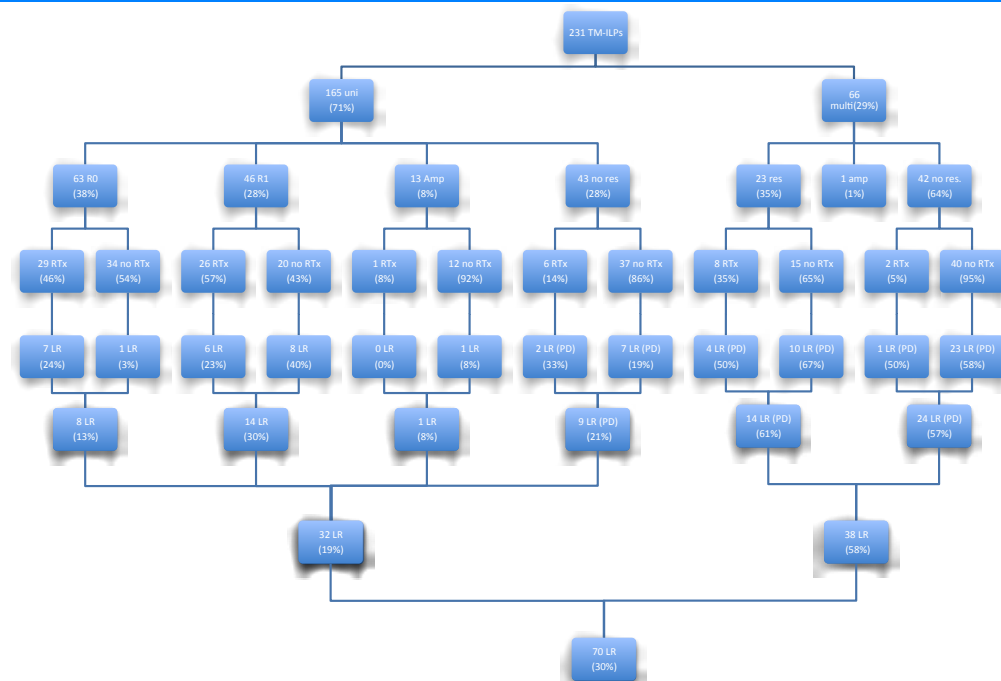 231 TM-ILPs
165 uni
(71%)
66
multi(29%)
63 R0
(38%)
46 R1
(28%)
13 Amp
(8%)
43 no res
(28%)
23 res
(35%)
1 amp
(1%)
42 no res.
(64%)
29 RTx
(46%)
34 no RTx
(54%)
26 RTx
(57%)
20 no RTx
(43%)
1 RTx
(8%)
12 no RTx
(92%)
6 RTx
(14%)
37 no RTx
(86%)
8 RTx
(35%)
15 no RTx
(65%)
2 RTx
(5%)
40 no RTx
(95%)
7 LR
(24%)
1 LR
(3%)
6 LR
(23%)
8 LR
(40%)
0 LR
(0%)
1 LR
(8%)
2 LR (PD)
(33%)
7 LR (PD)
(19%)
4 LR (PD)
(50%)
10 LR (PD)
(67%)
1 LR (PD)
(50%)
23 LR (PD)
(58%)
8 LR
(13%)
14 LR
(30%)
1 LR
(8%)
9 LR (PD)
(21%)
14 LR (PD)
(61%)
24 LR (PD)
(57%)
32 LR
(19%)
38 LR
(58%)
70 LR
(30%)